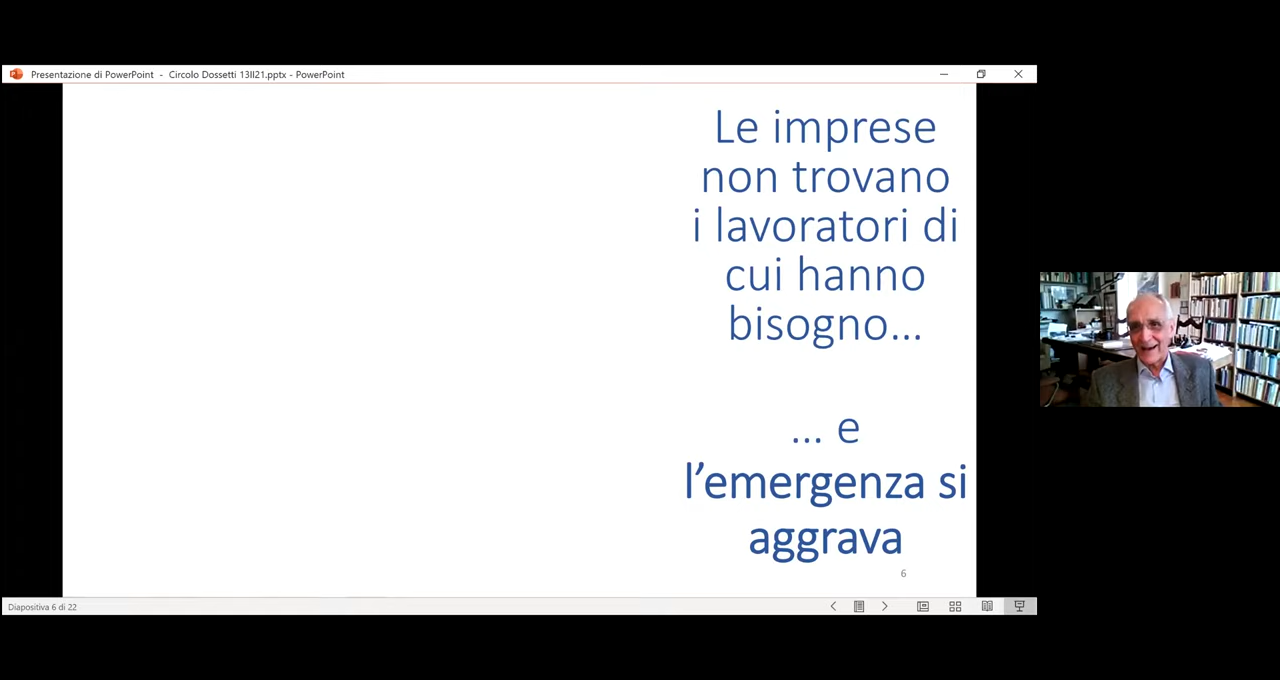 Presentazione di PowerPoint - Circolo Dossetti 13II21.pptx - PowerPoint
Le imprese
non trovano
i lavoratori di
cui hanno
bisogno...
... e
l’emergenza si
aggrava
6
Diapositiva 6 di 22